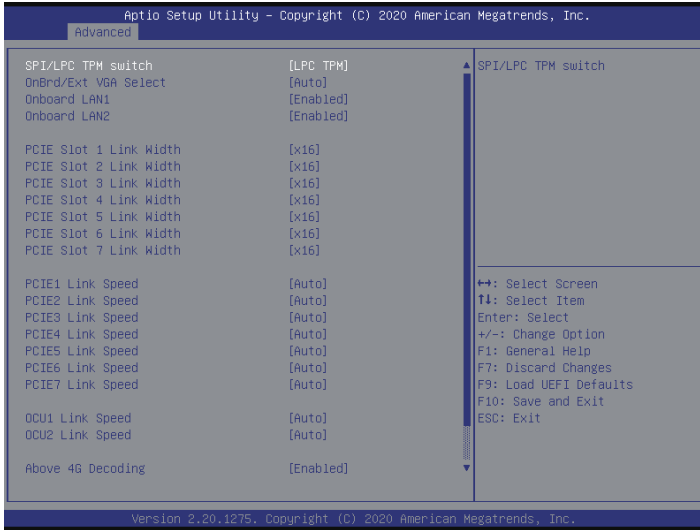 Aptio Setup Utility – Copyright (C) 2020 American Megatrends, Inc.
Advanced
SPI/LPC TPM switch [LPC TPM]
OnBrd/Ext VGA Select [Auto]
Onboard LAN1 [Enabled]
Onboard LAN2 [Enabled]
PCIE Slot 1 Link Width [x16]
PCIE Slot 2 Link Width [x16]
PCIE Slot 3 Link Width [x16]
PCIE Slot 4 Link Width [x16]
PCIE Slot 5 Link Width [x16]
PCIE Slot 6 Link Width [x16]
PCIE Slot 7 Link Width [x16]
PCIE1 Link Speed [Auto]
PCIE2 Link Speed [Auto]
PCIE3 Link Speed [Auto]
PCIE4 Link Speed [Auto]
PCIE5 Link Speed [Auto]
PCIE6 Link Speed [Auto]
PCIE7 Link Speed [Auto]
OCU1 Link Speed [Auto]
OCU2 Link Speed [Auto]
Above 4G Decoding [Enabled]
SPI/LPC TPM switch
↔: Select Screen
↑↓: Select Item
Enter: Select
+/-: Change Option
F1: General Help
F7: Discard Changes
F9: Load UEFI Defaults
F10: Save and Exit
ESC: Exit
Version 2.20.1275. Copyright (C) 2020 American Megatrends, Inc.